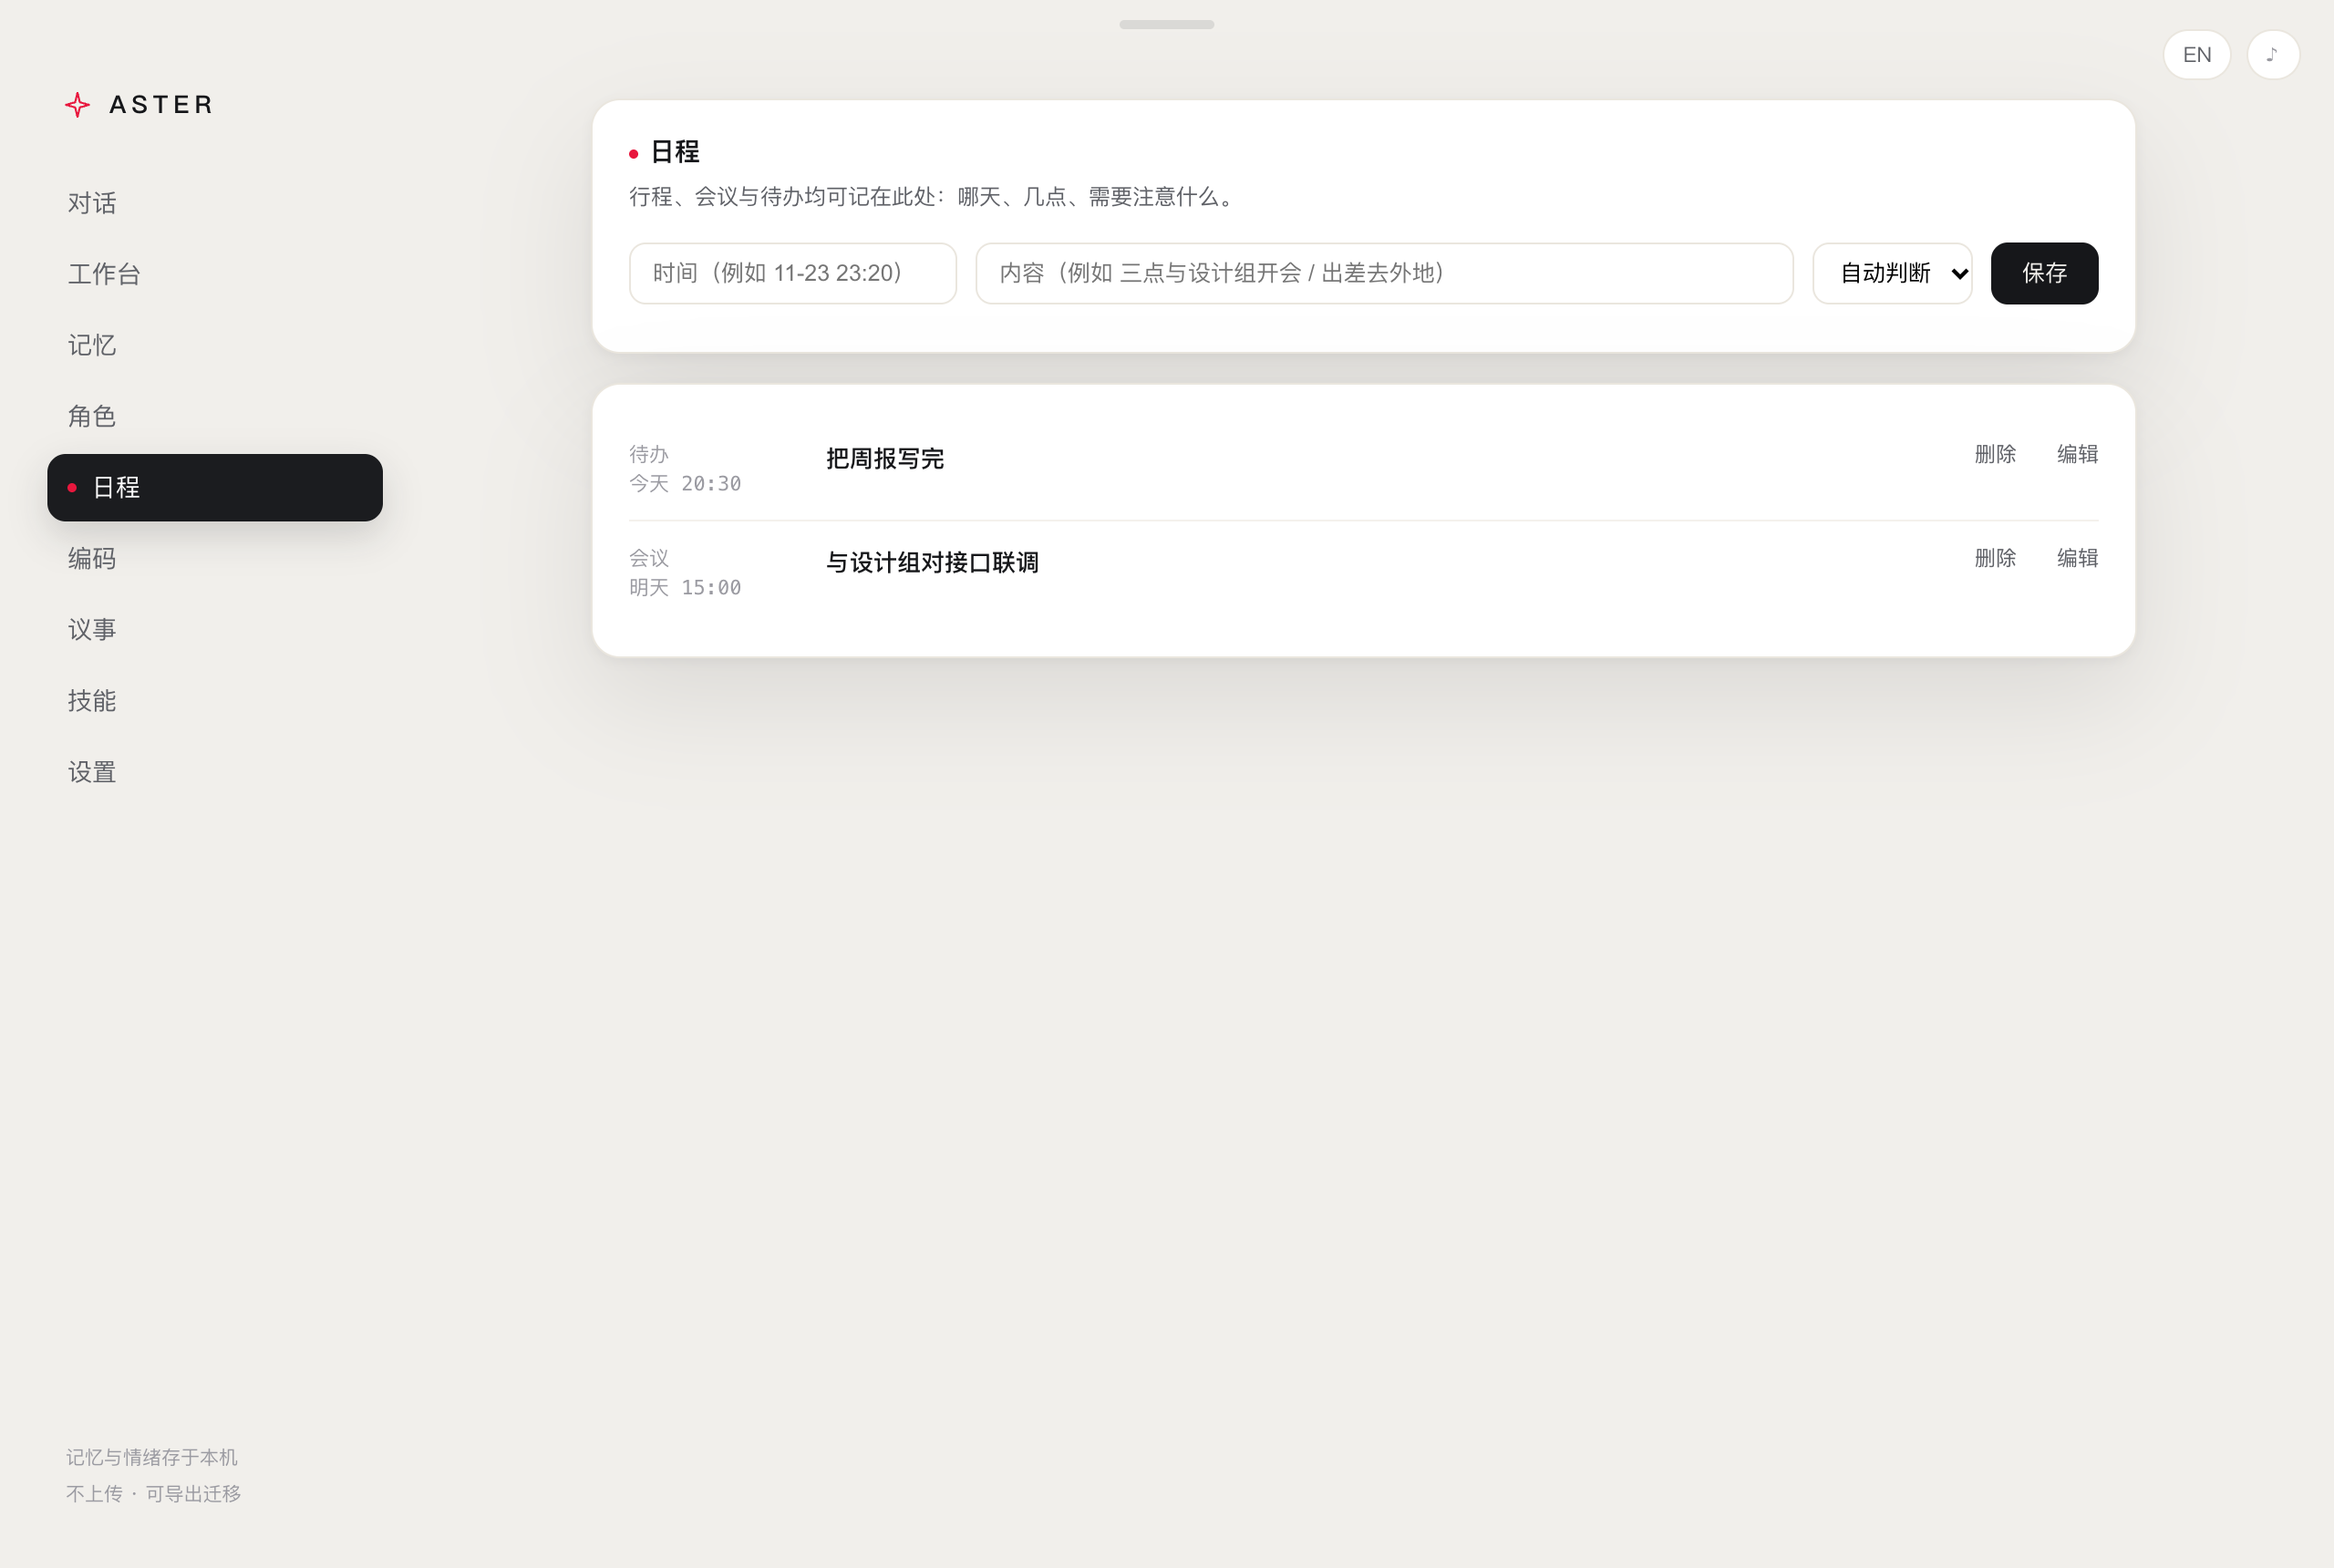 EN ♪
ASTER
对话
工作台
记忆
角色
日程
编码
议事
技能
设置
记忆与情绪存于本机
不上传 · 可导出迁移
日程
行程、会议与待办均可记在此处：哪天、几点、需要注意什么。
时间（例如 11-23 23:20） 内容（例如 三点与设计组开会 / 出差去外地） 自动判断 保存
待办
今天 20:30
把周报写完
删除 编辑
会议
明天 15:00
与设计组对接口联调
删除 编辑